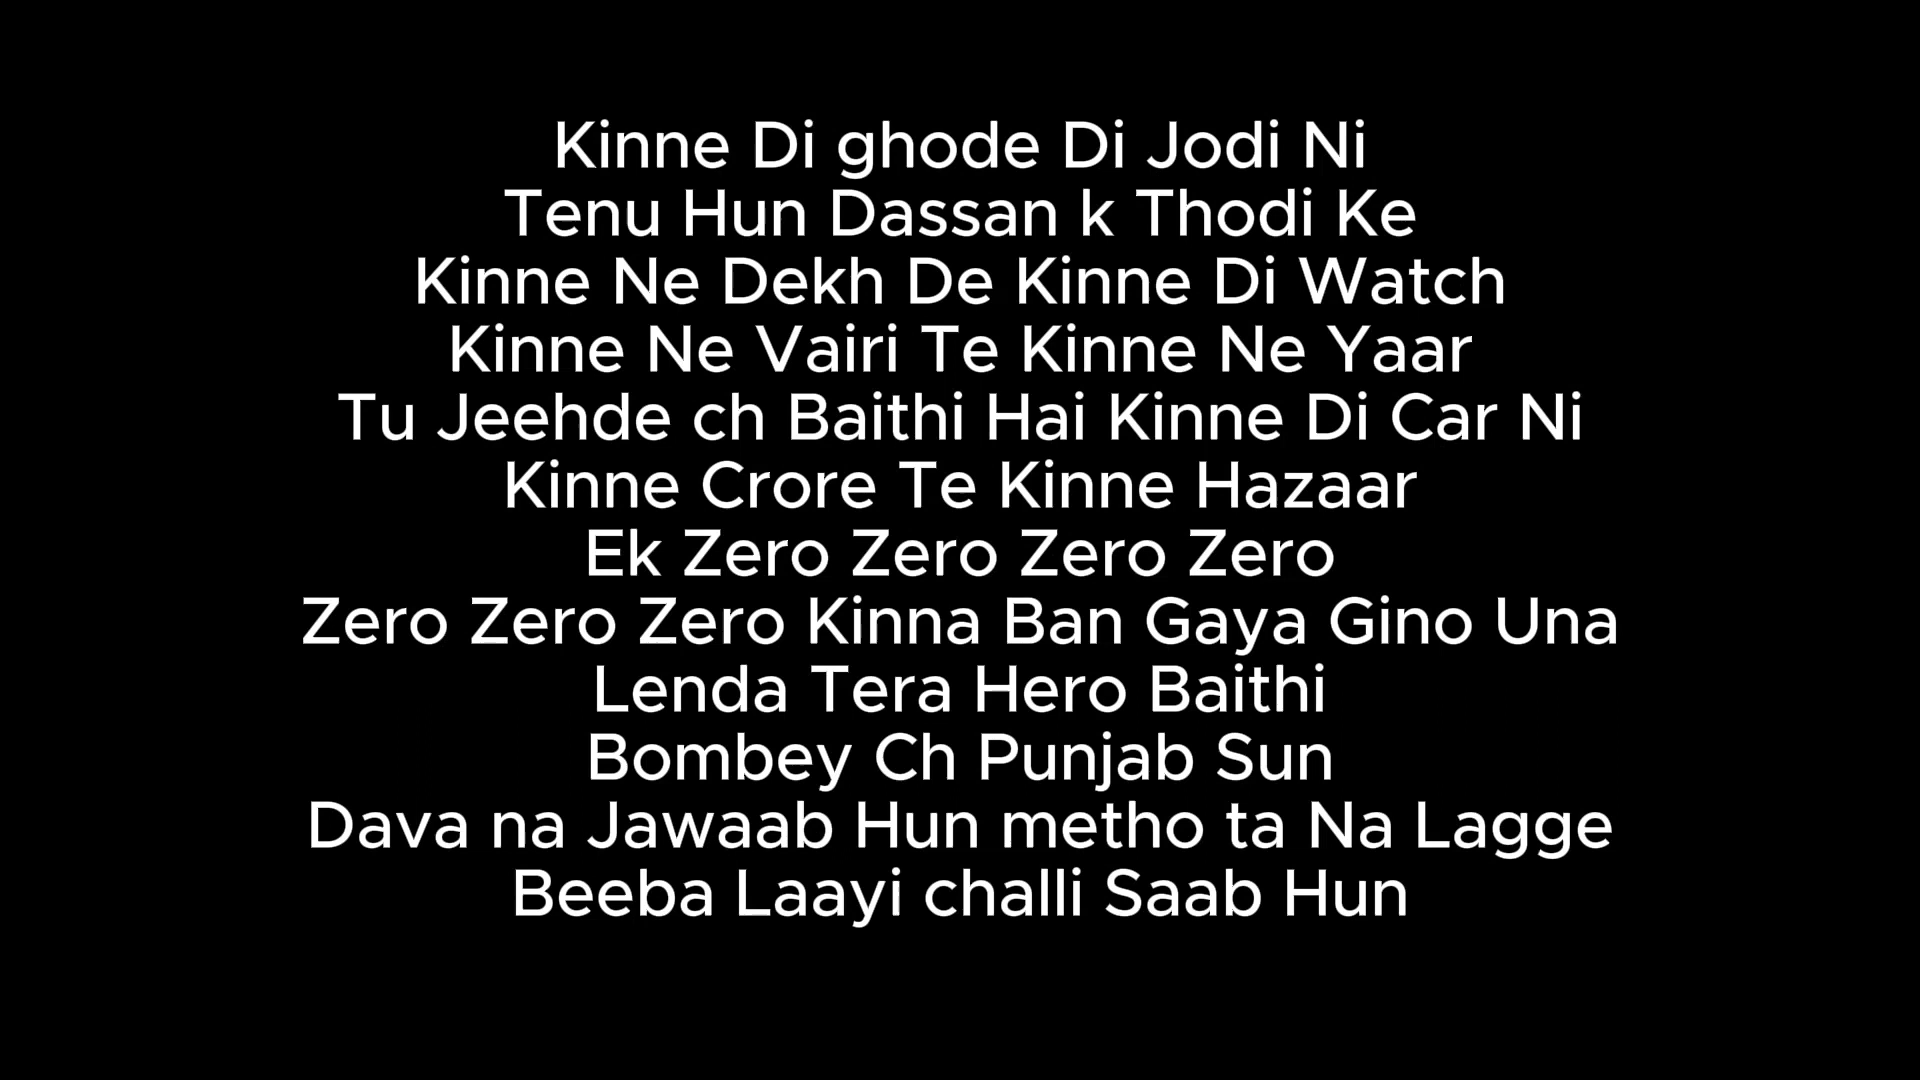 Kinne Di ghode Di Jodi Ni
Tenu Hun Dassan k Thodi Ke
Kinne Ne Dekh De Kinne Di Watch
Kinne Ne Vairi Te Kinne Ne Yaar
Tu Jeehde ch Baithi Hai Kinne Di Car Ni
Kinne Crore Te Kinne Hazaar
Ek Zero Zero Zero Zero
Zero Zero Zero Kinna Ban Gaya Gino Una
Lenda Tera Hero Baithi
Bombey Ch Punjab Sun
Dava na Jawaab Hun metho ta Na Lagge
Beeba Laayi challi Saab Hun